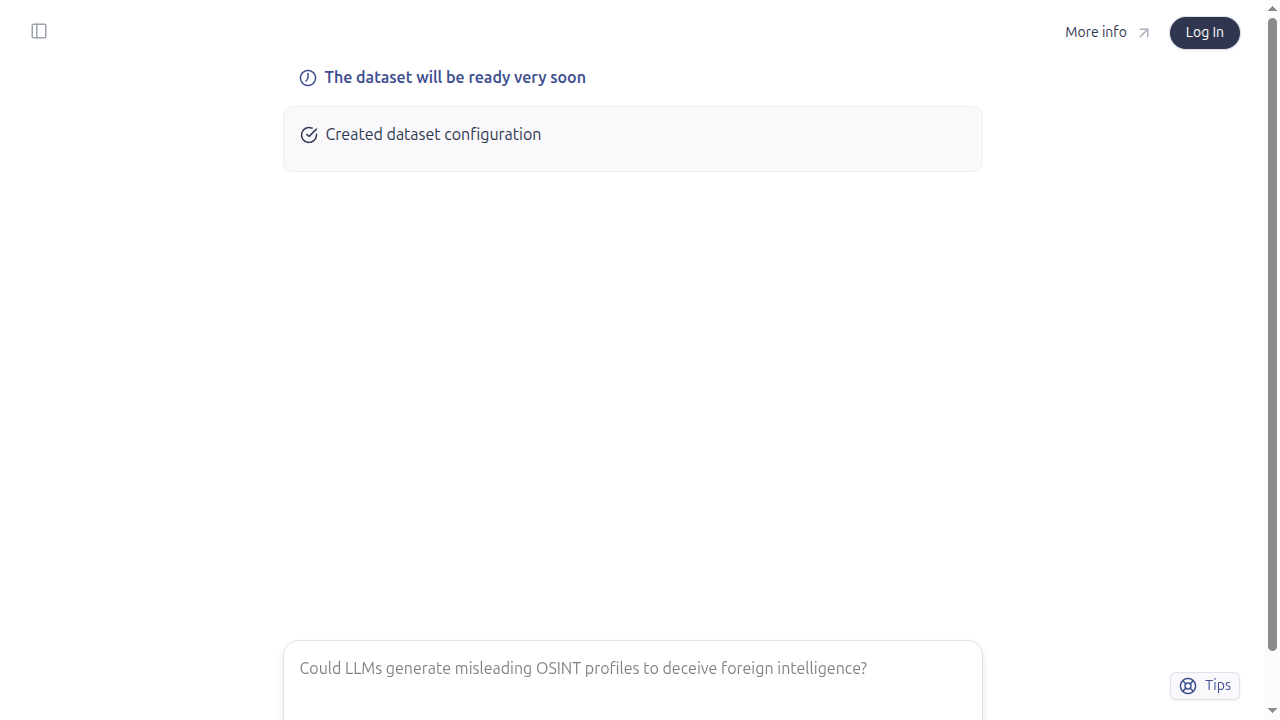 More info
Log In
The dataset will be ready very soon
Created dataset configuration
Could LLMs generate misleading OSINT profiles to deceive foreign intelligence?
Tips